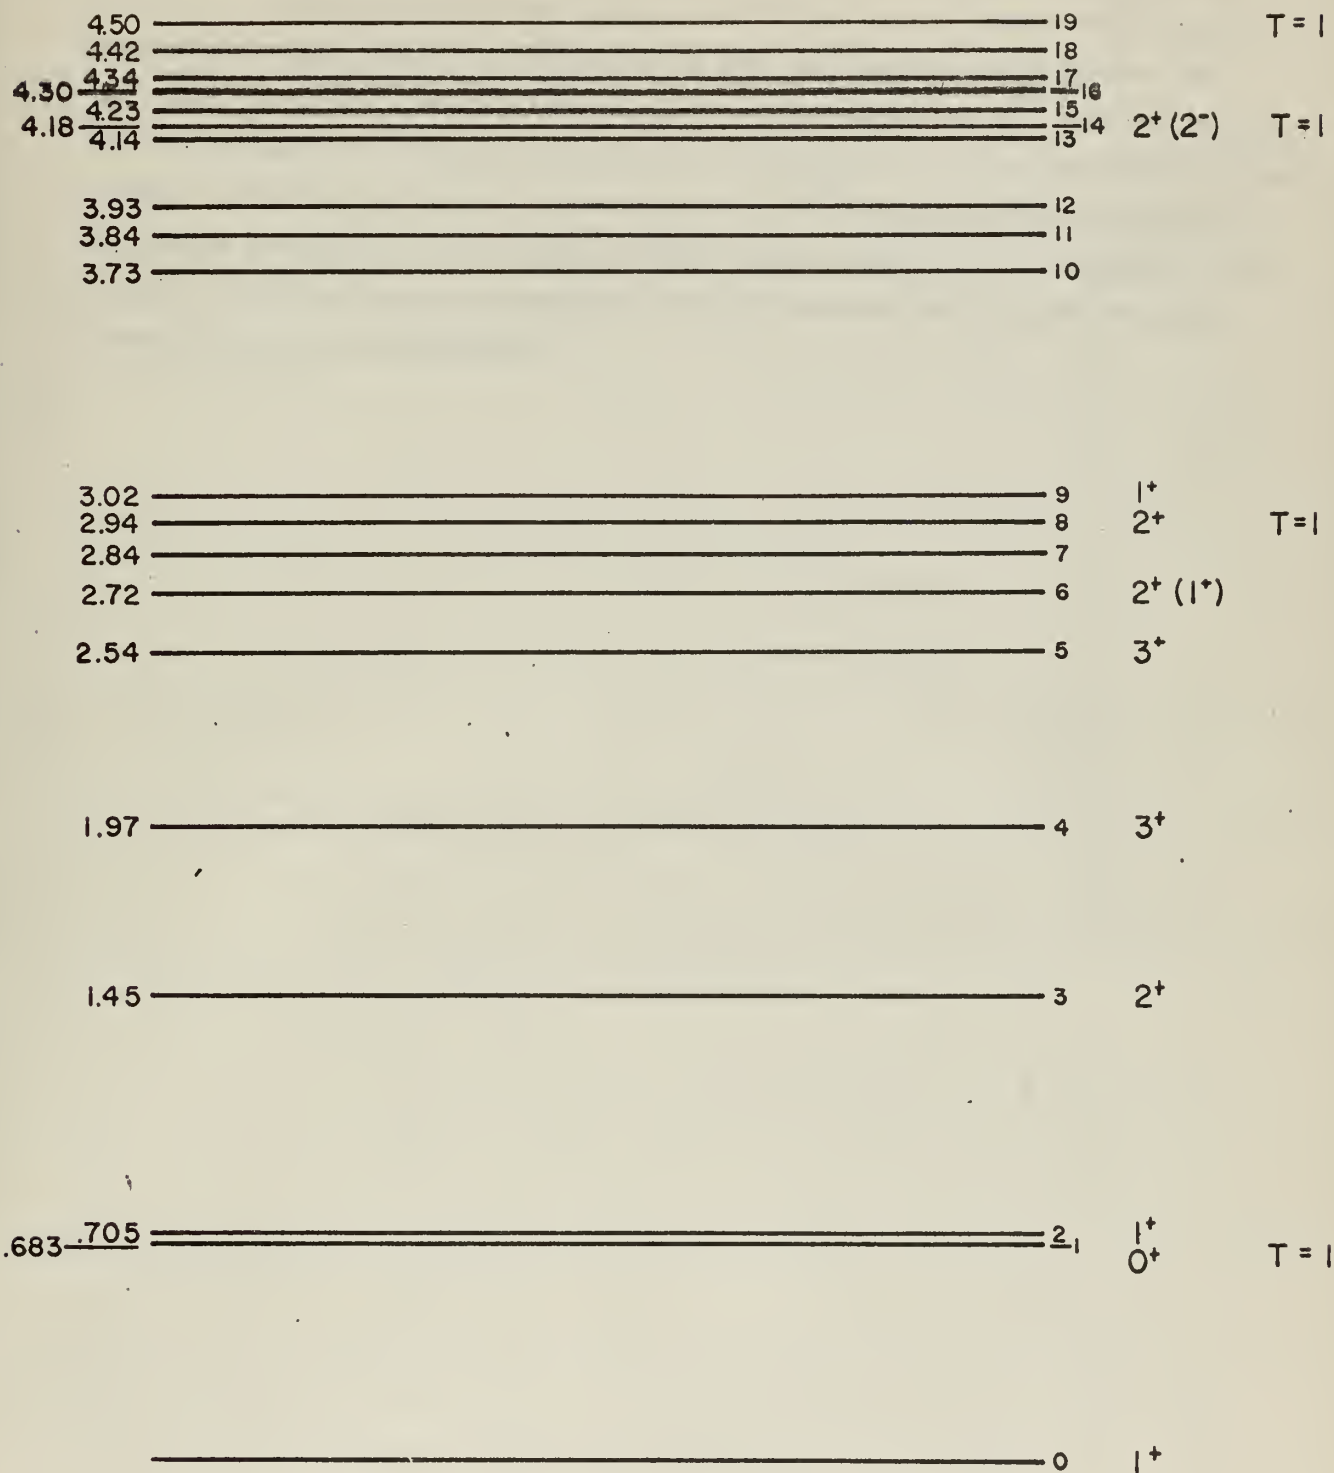 4.50 19 T = 1
4.42 18
4.34 17
4.30 16
4.23 15
4.18 14 2⁺ (2⁻) T = 1
4.14 13
3.93 12
3.84 11
3.73 10
3.02 9 1⁺
2.94 8 2⁺ T = 1
2.84 7
2.72 6 2⁺ (1⁺)
2.54 5 3⁺
1.97 4 3⁺
1.45 3 2⁺
.705 2 1⁺
.683 1 0⁺ T = 1
0 1⁺